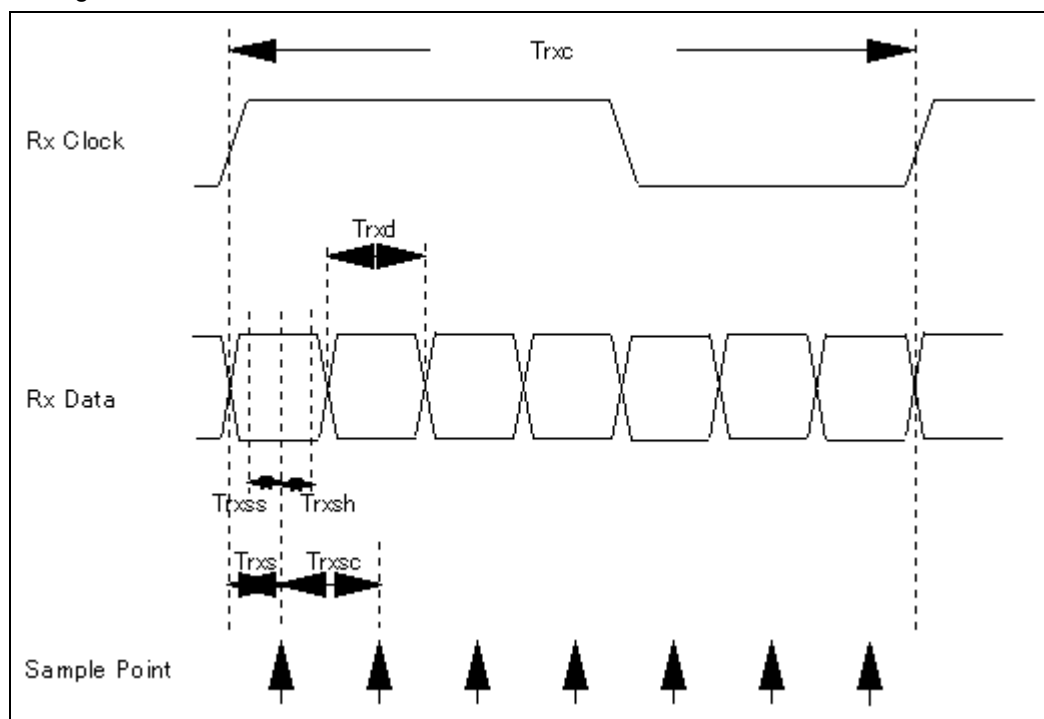 Trxc
Rx Clock
Trxd
Rx Data
Trxss Trxsh
Trxs Trxsc
Sample Point